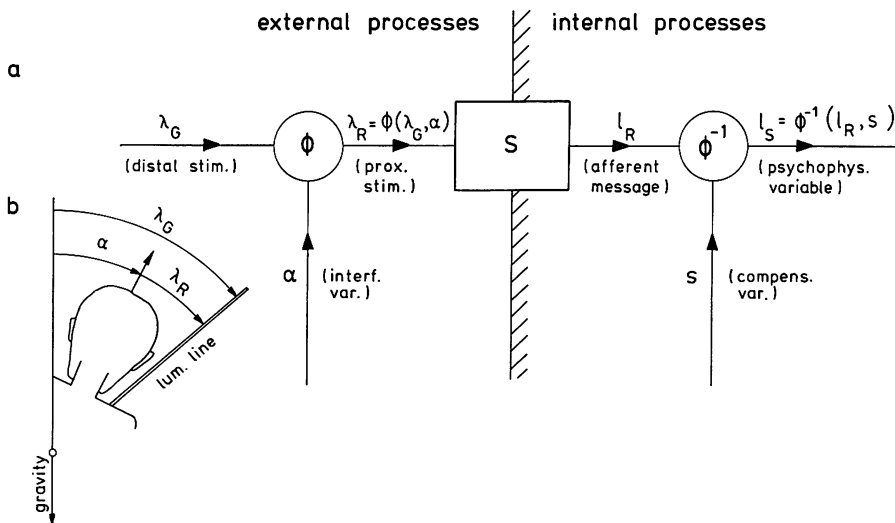 external processes
internal processes
a
λG
(distal stim.)
ϕ
λR = ϕ(λG, α)
(prox. stim.)
S
lR
(afferent message)
ϕ⁻¹
lS = ϕ⁻¹(lR, s)
(psychophys. variable)
α
(interf. var.)
s
(compens. var.)
b
λG
α
λR
lum. line
gravity